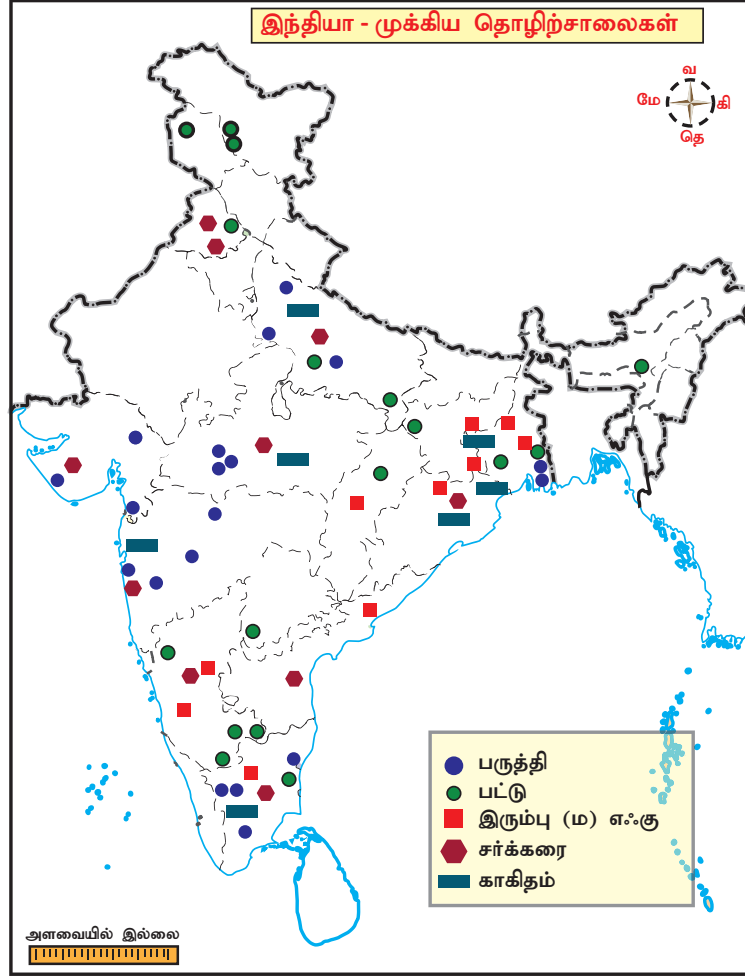 இந்தியா - முக்கிய தொழிற்சாலைகள்
வ
மே
கி
தெ
பருத்தி
பட்டு
இரும்பு (ம) எஃகு
சர்க்கரை
காகிதம்
அளவையில் இல்லை